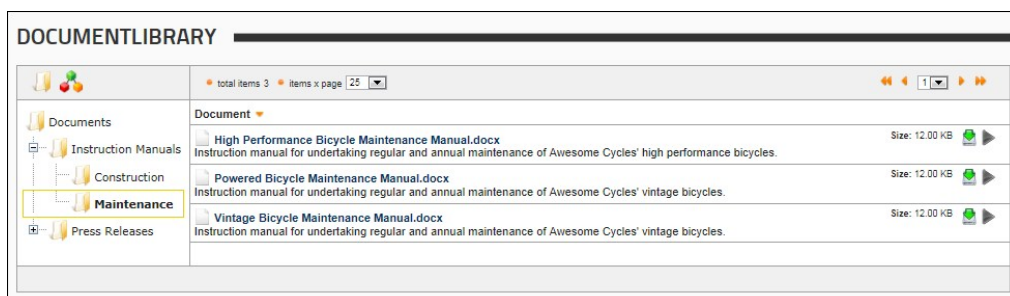 DOCUMENTLIBRARY
total items 3 items x page 25
1
Documents
Instruction Manuals
Construction
Maintenance
Press Releases
Document
High Performance Bicycle Maintenance Manual.docx
Size: 12.00 KB
Instruction manual for undertaking regular and annual maintenance of Awesome Cycles' high performance bicycles.
Powered Bicycle Maintenance Manual.docx
Size: 12.00 KB
Instruction manual for undertaking regular and annual maintenance of Awesome Cycles' vintage bicycles.
Vintage Bicycle Maintenance Manual.docx
Size: 12.00 KB
Instruction manual for undertaking regular and annual maintenance of Awesome Cycles' vintage bicycles.